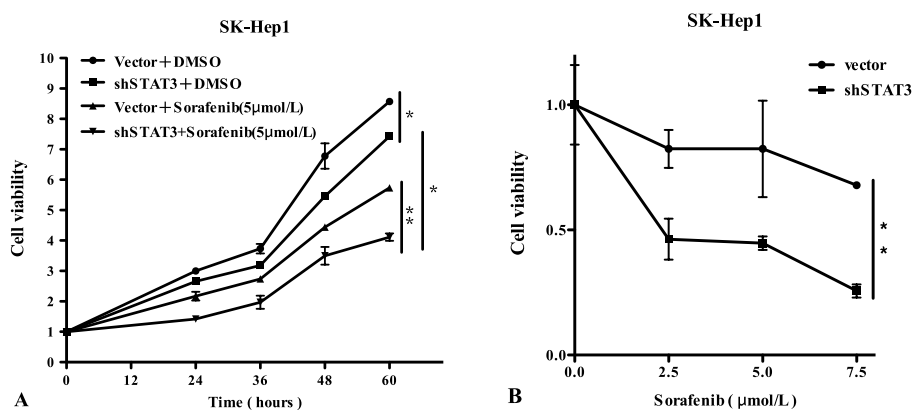 SK-Hep1
Vector+DMSO
shSTAT3+DMSO
Vector+Sorafenib(5μmol/L)
shSTAT3+Sorafenib(5μmol/L)
Cell viability
10
9
8
7
6
5
4
3
2
1
0
*
*
**
0 12 24 36 48 60
Time ( hours )
A
SK-Hep1
vector
shSTAT3
Cell viability
1.0
0.5
0.0
**
0.0 2.5 5.0 7.5
Sorafenib ( μmol/L )
B